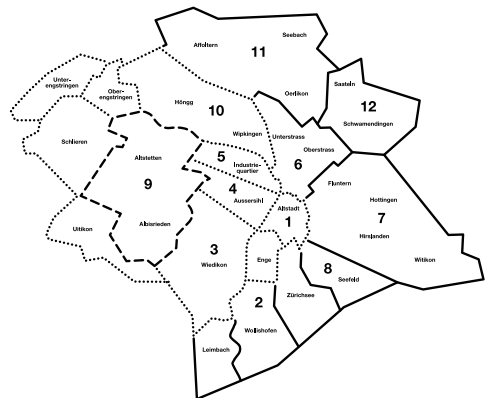 Seebach
Affoltern
11
Unter-
engstringen
Saateln
Ober-
engstringen
Oerlikon
Höngg
12
10
Schwamendingen
Wipkingen
Unterstrass
Schlieren
Oberstrass
5
Altstetten
Industrie-
quartier
6
Fluntern
9
4
Aussersihl
Altstadt
Hottingen
1
7
Uitikon
Albisrieden
Hirslanden
3
Enge
Witikon
Wiedikon
8
Seefeld
Zürichsee
2
Wollishofen
Leimbach